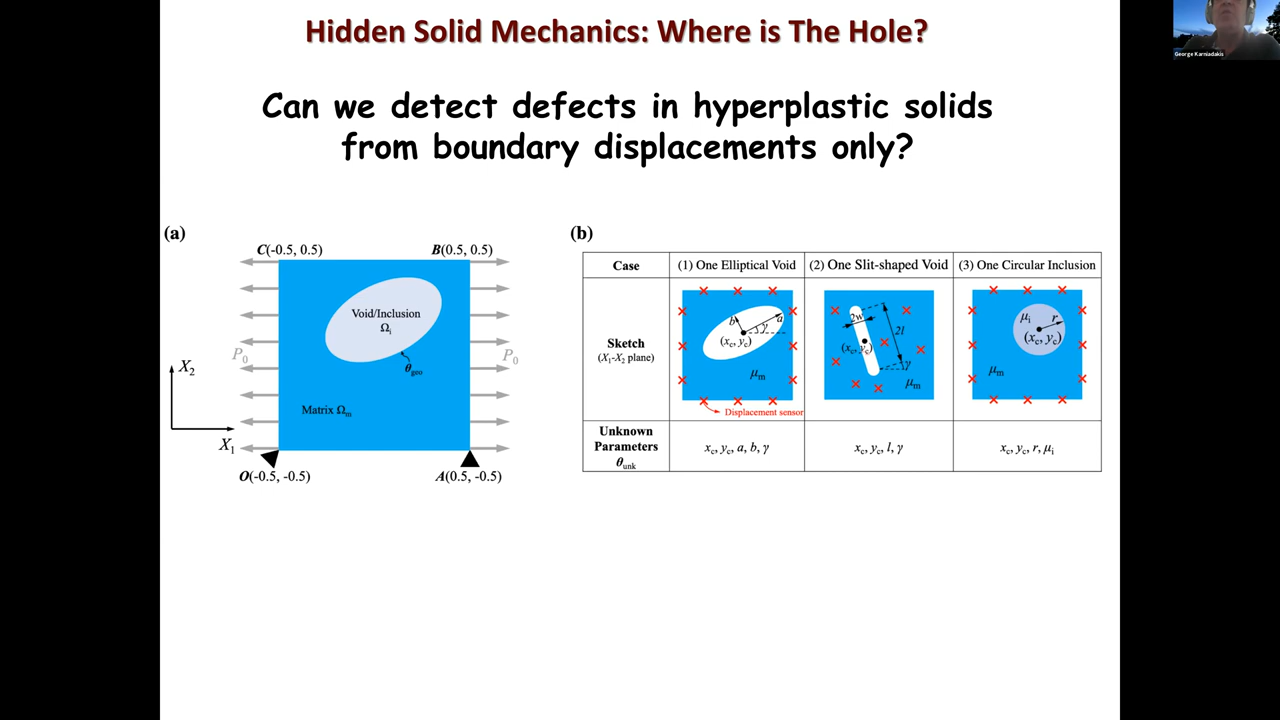 Hidden Solid Mechanics: Where is The Hole?
George Karniadakis
Can we detect defects in hyperplastic solids
from boundary displacements only?
(a)
C(-0.5, 0.5)
B(0.5, 0.5)
Void/Inclusion
Ωi
θgeo
P0
P0
X2
Matrix Ωm
X1
O(-0.5, -0.5)
A(0.5, -0.5)
(b)
Case
(1) One Elliptical Void
(2) One Slit-shaped Void
(3) One Circular Inclusion
Sketch
(X1-X2 plane)
b
a
γ
(xc, yc)
μm
Displacement sensor
2w
2l
(xc, yc)
γ
μm
μi
r
(xc, yc)
μm
Unknown
Parameters
θunk
xc, yc, a, b, γ
xc, yc, l, γ
xc, yc, r, μi